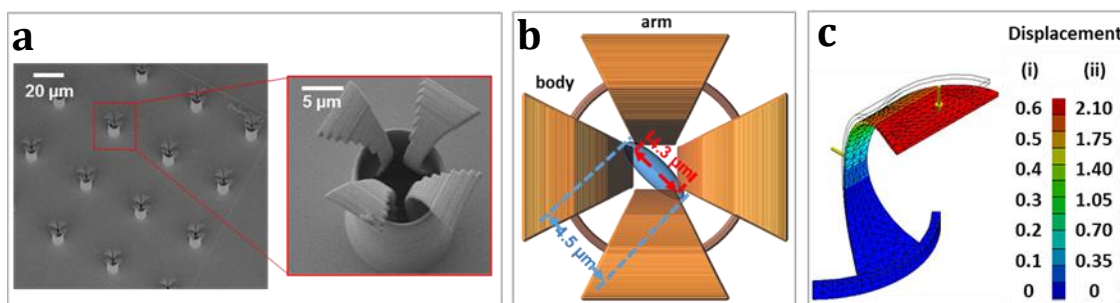 a
20 μm
5 μm
b
arm
body
4.3 μm
4.5 μm
c
Displacement
(i) (ii)
0.6 2.10
0.5 1.75
0.4 1.40
0.3 1.05
0.2 0.70
0.1 0.35
0 0